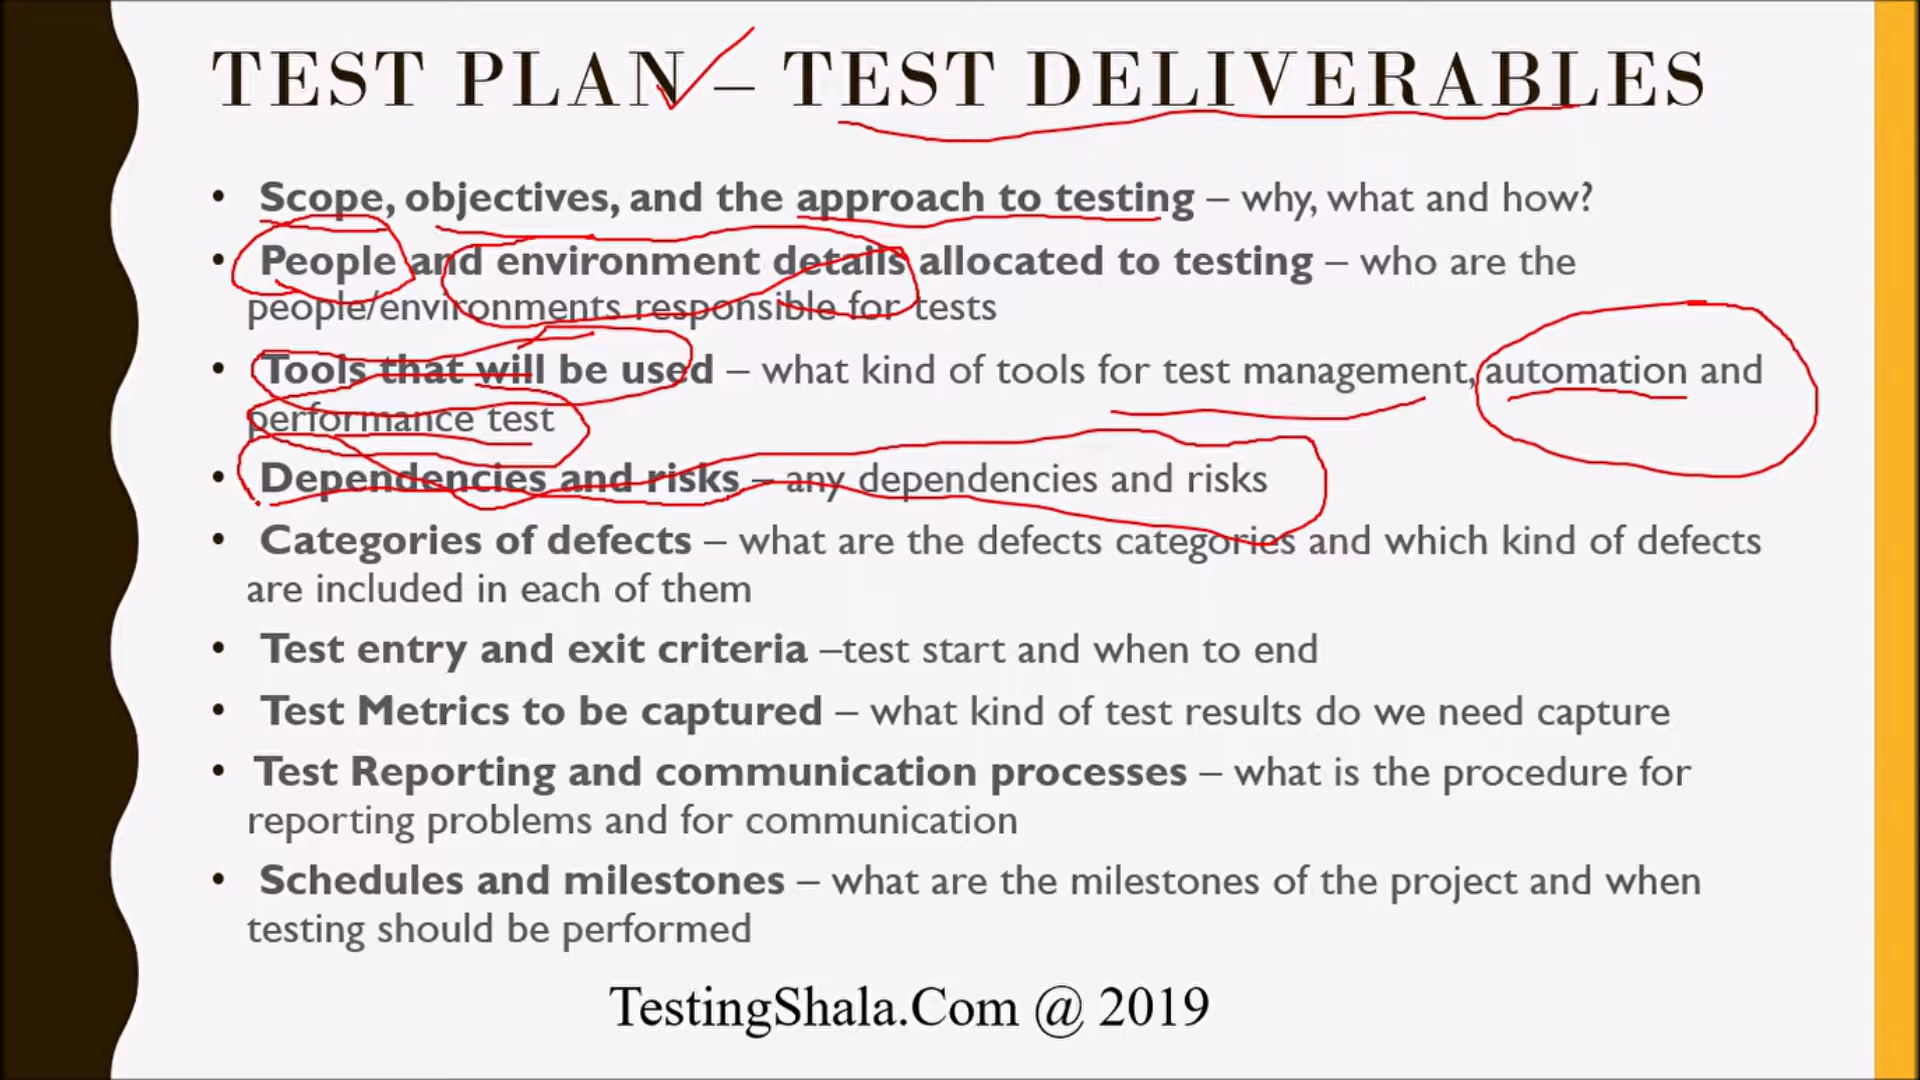 TEST PLAN – TEST DELIVERABLES
• Scope, objectives, and the approach to testing – why, what and how?
• People and environment details allocated to testing – who are the
people/environments responsible for tests
• Tools that will be used – what kind of tools for test management, automation and
performance test
• Dependencies and risks – any dependencies and risks
• Categories of defects – what are the defects categories and which kind of defects
are included in each of them
• Test entry and exit criteria –test start and when to end
• Test Metrics to be captured – what kind of test results do we need capture
• Test Reporting and communication processes – what is the procedure for
reporting problems and for communication
• Schedules and milestones – what are the milestones of the project and when
testing should be performed
TestingShala.Com @ 2019